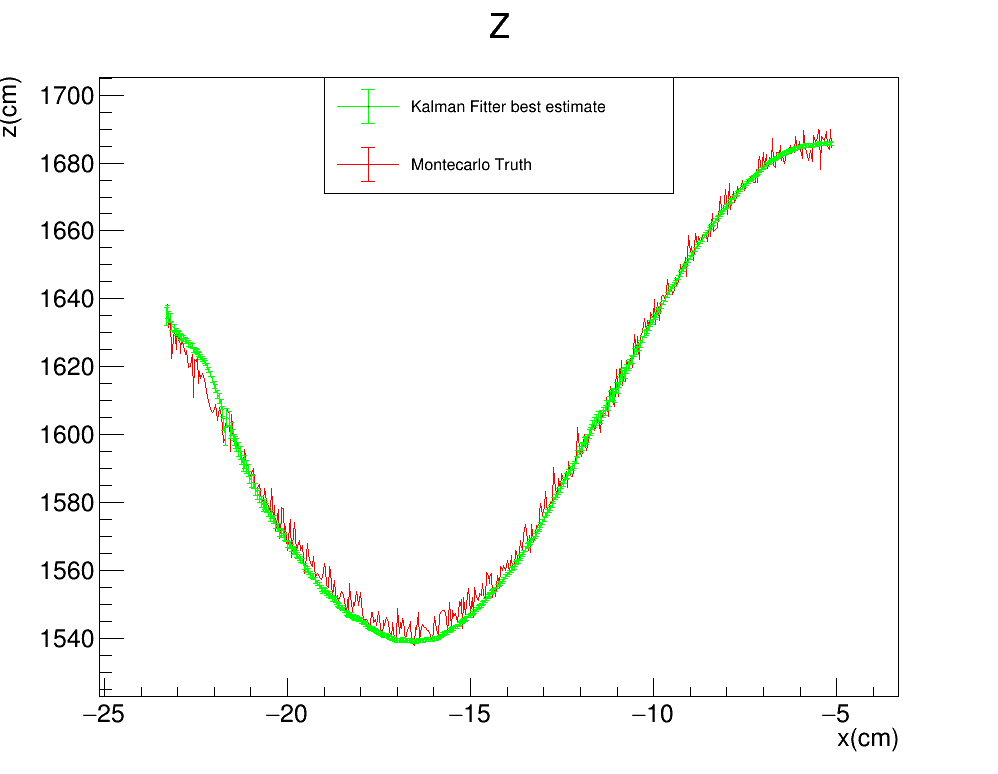 Z
z(cm)
Kalman Fitter best estimate
Montecarlo Truth
1700
1680
1660
1640
1620
1600
1580
1560
1540
−25 −20 −15 −10 −5
x(cm)